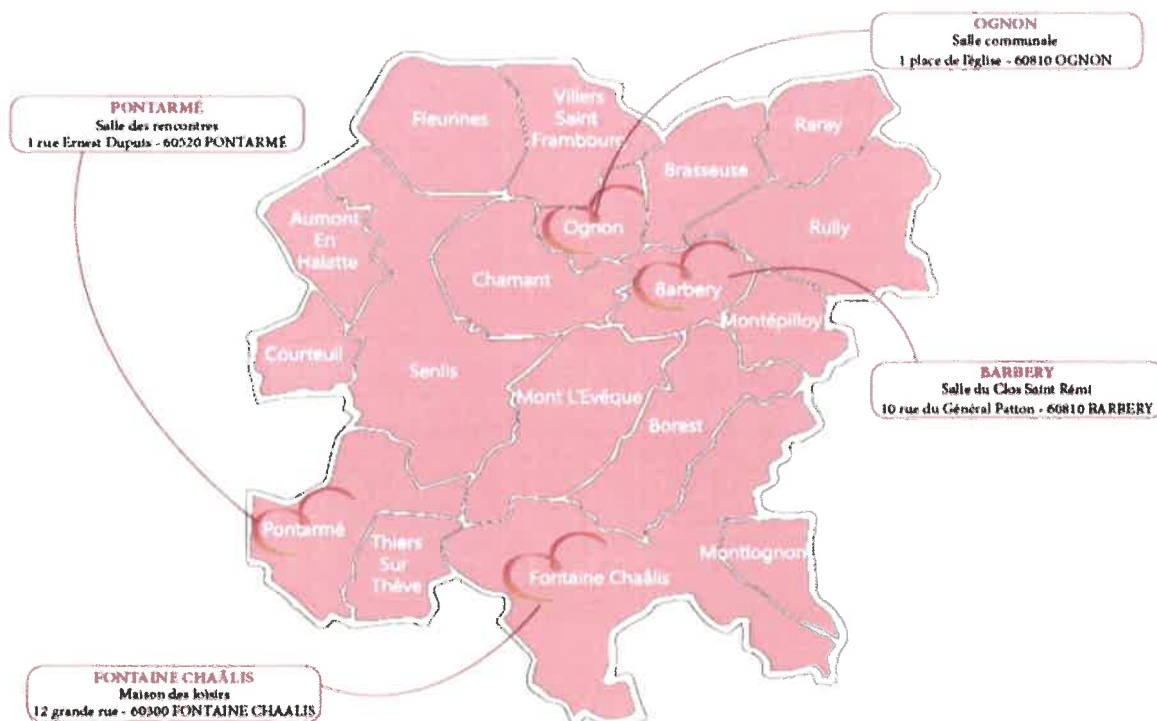 OGNON
Salle communale
1 place de l'église - 60810 OGNON
PONTARMÉ
Salle des rencontres
1 rue Ernest Dupuis - 60520 PONTARMÉ
Fleurines
Villers
Saint
Frambourg
Raray
Brasseuse
Aumont
En
Halatte
Ognon
Rully
Chamant
Barbery
Montépilloy
Courteuil
Senlis
Mont L'Evêque
Borest
BARBERY
Salle du Clos Saint Rémi
10 rue du Général Patton - 60810 BARBERY
Pontarmé
Thiers
Sur
Thève
Fontaine Chaâlis
Montlognon
FONTAINE CHAÂLIS
Maison des loisirs
12 grande rue - 60300 FONTAINE CHAALIS